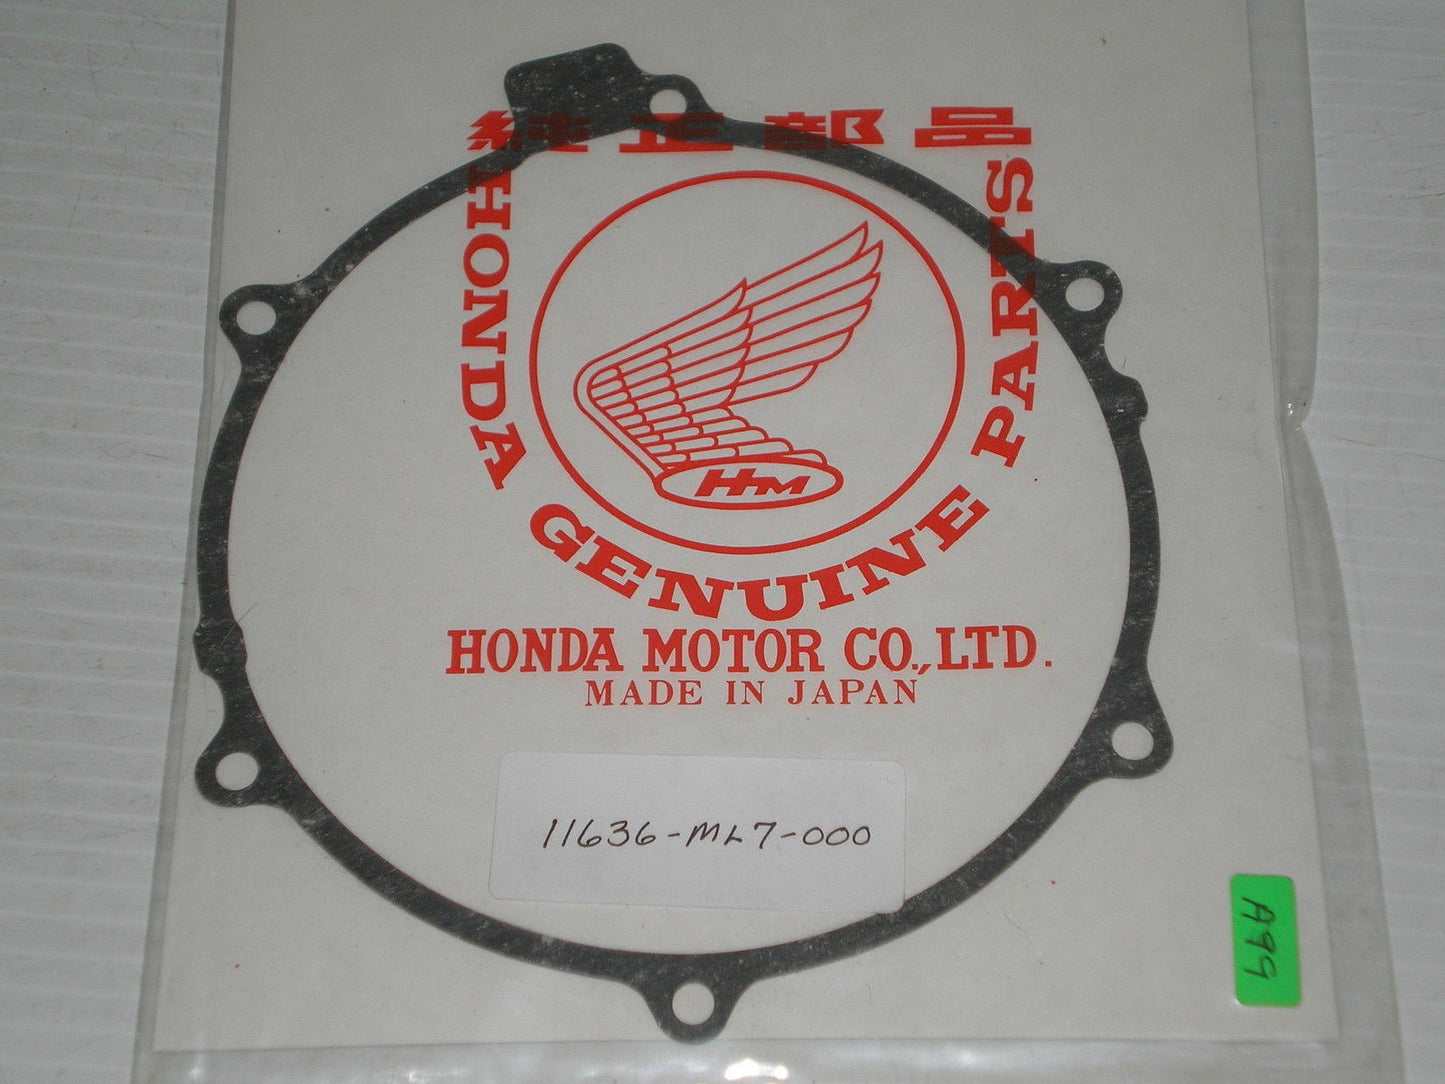 純正部品
HONDA GENUINE PARTS
HM
HONDA MOTOR CO., LTD.
MADE IN JAPAN
11636-ML7-000
A99